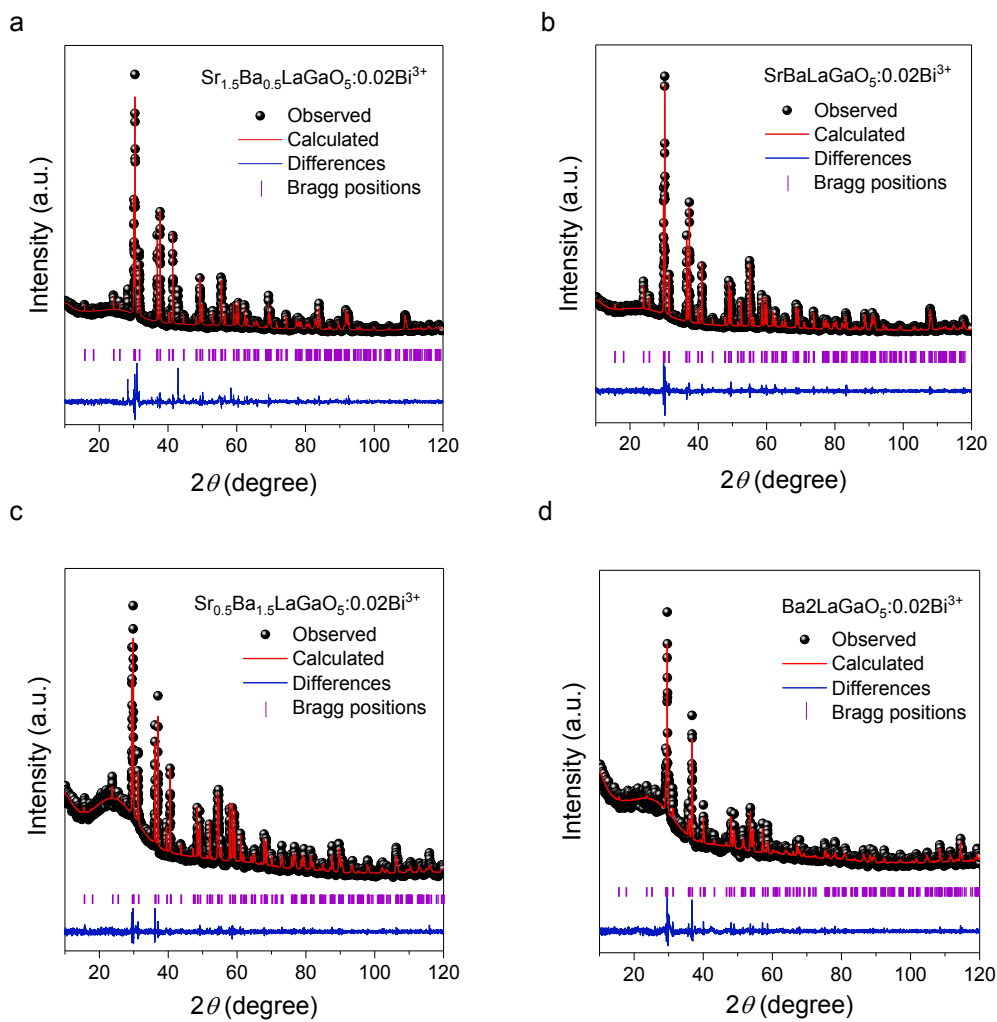 a
Sr1.5Ba0.5LaGaO5:0.02Bi3+
Observed
Calculated
Differences
Bragg positions
Intensity (a.u.)
20 40 60 80 100 120
2θ (degree)
b
SrBaLaGaO5:0.02Bi3+
Observed
Calculated
Differences
Bragg positions
Intensity (a.u.)
20 40 60 80 100 120
2θ (degree)
c
Sr0.5Ba1.5LaGaO5:0.02Bi3+
Observed
Calculated
Differences
Bragg positions
Intensity (a.u.)
20 40 60 80 100 120
2θ (degree)
d
Ba2LaGaO5:0.02Bi3+
Observed
Calculated
Differences
Bragg positions
Intensity (a.u.)
20 40 60 80 100 120
2θ (degree)